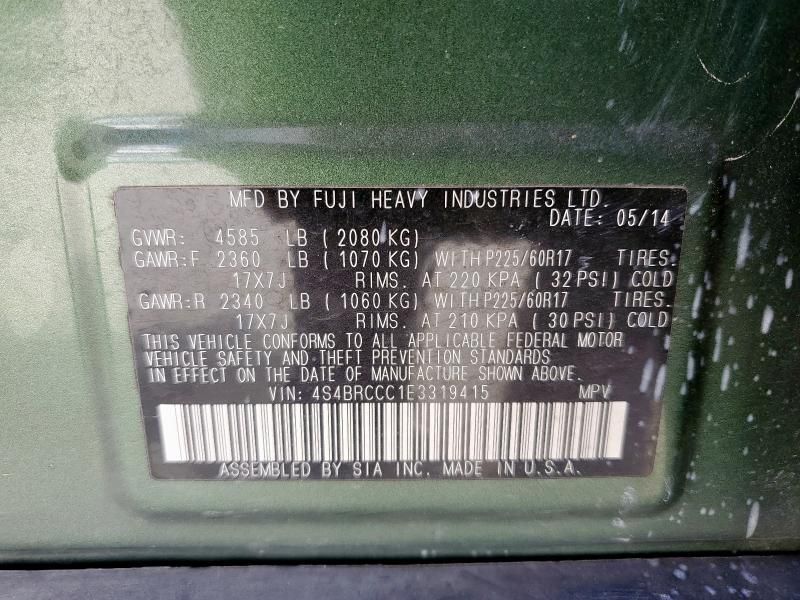 MFD BY FUJI HEAVY INDUSTRIES LTD.
DATE: 05/14
GVWR: 4585 LB ( 2080 KG)
GAWR:F 2360 LB ( 1070 KG) WITH P225/60R17 TIRES.
17X7J RIMS. AT 220 KPA ( 32 PSI) COLD
GAWR:R 2340 LB ( 1060 KG) WITH P225/60R17 TIRES.
17X7J RIMS. AT 210 KPA ( 30 PSI) COLD
THIS VEHICLE CONFORMS TO ALL APPLICABLE FEDERAL MOTOR
VEHICLE SAFETY AND THEFT PREVENTION STANDARDS
IN EFFECT ON THE DATE OF MANUFACTURE SHOWN ABOVE.
VIN: 4S4BRCCC1E3319415 MPV
ASSEMBLED BY SIA INC. MADE IN U.S.A.